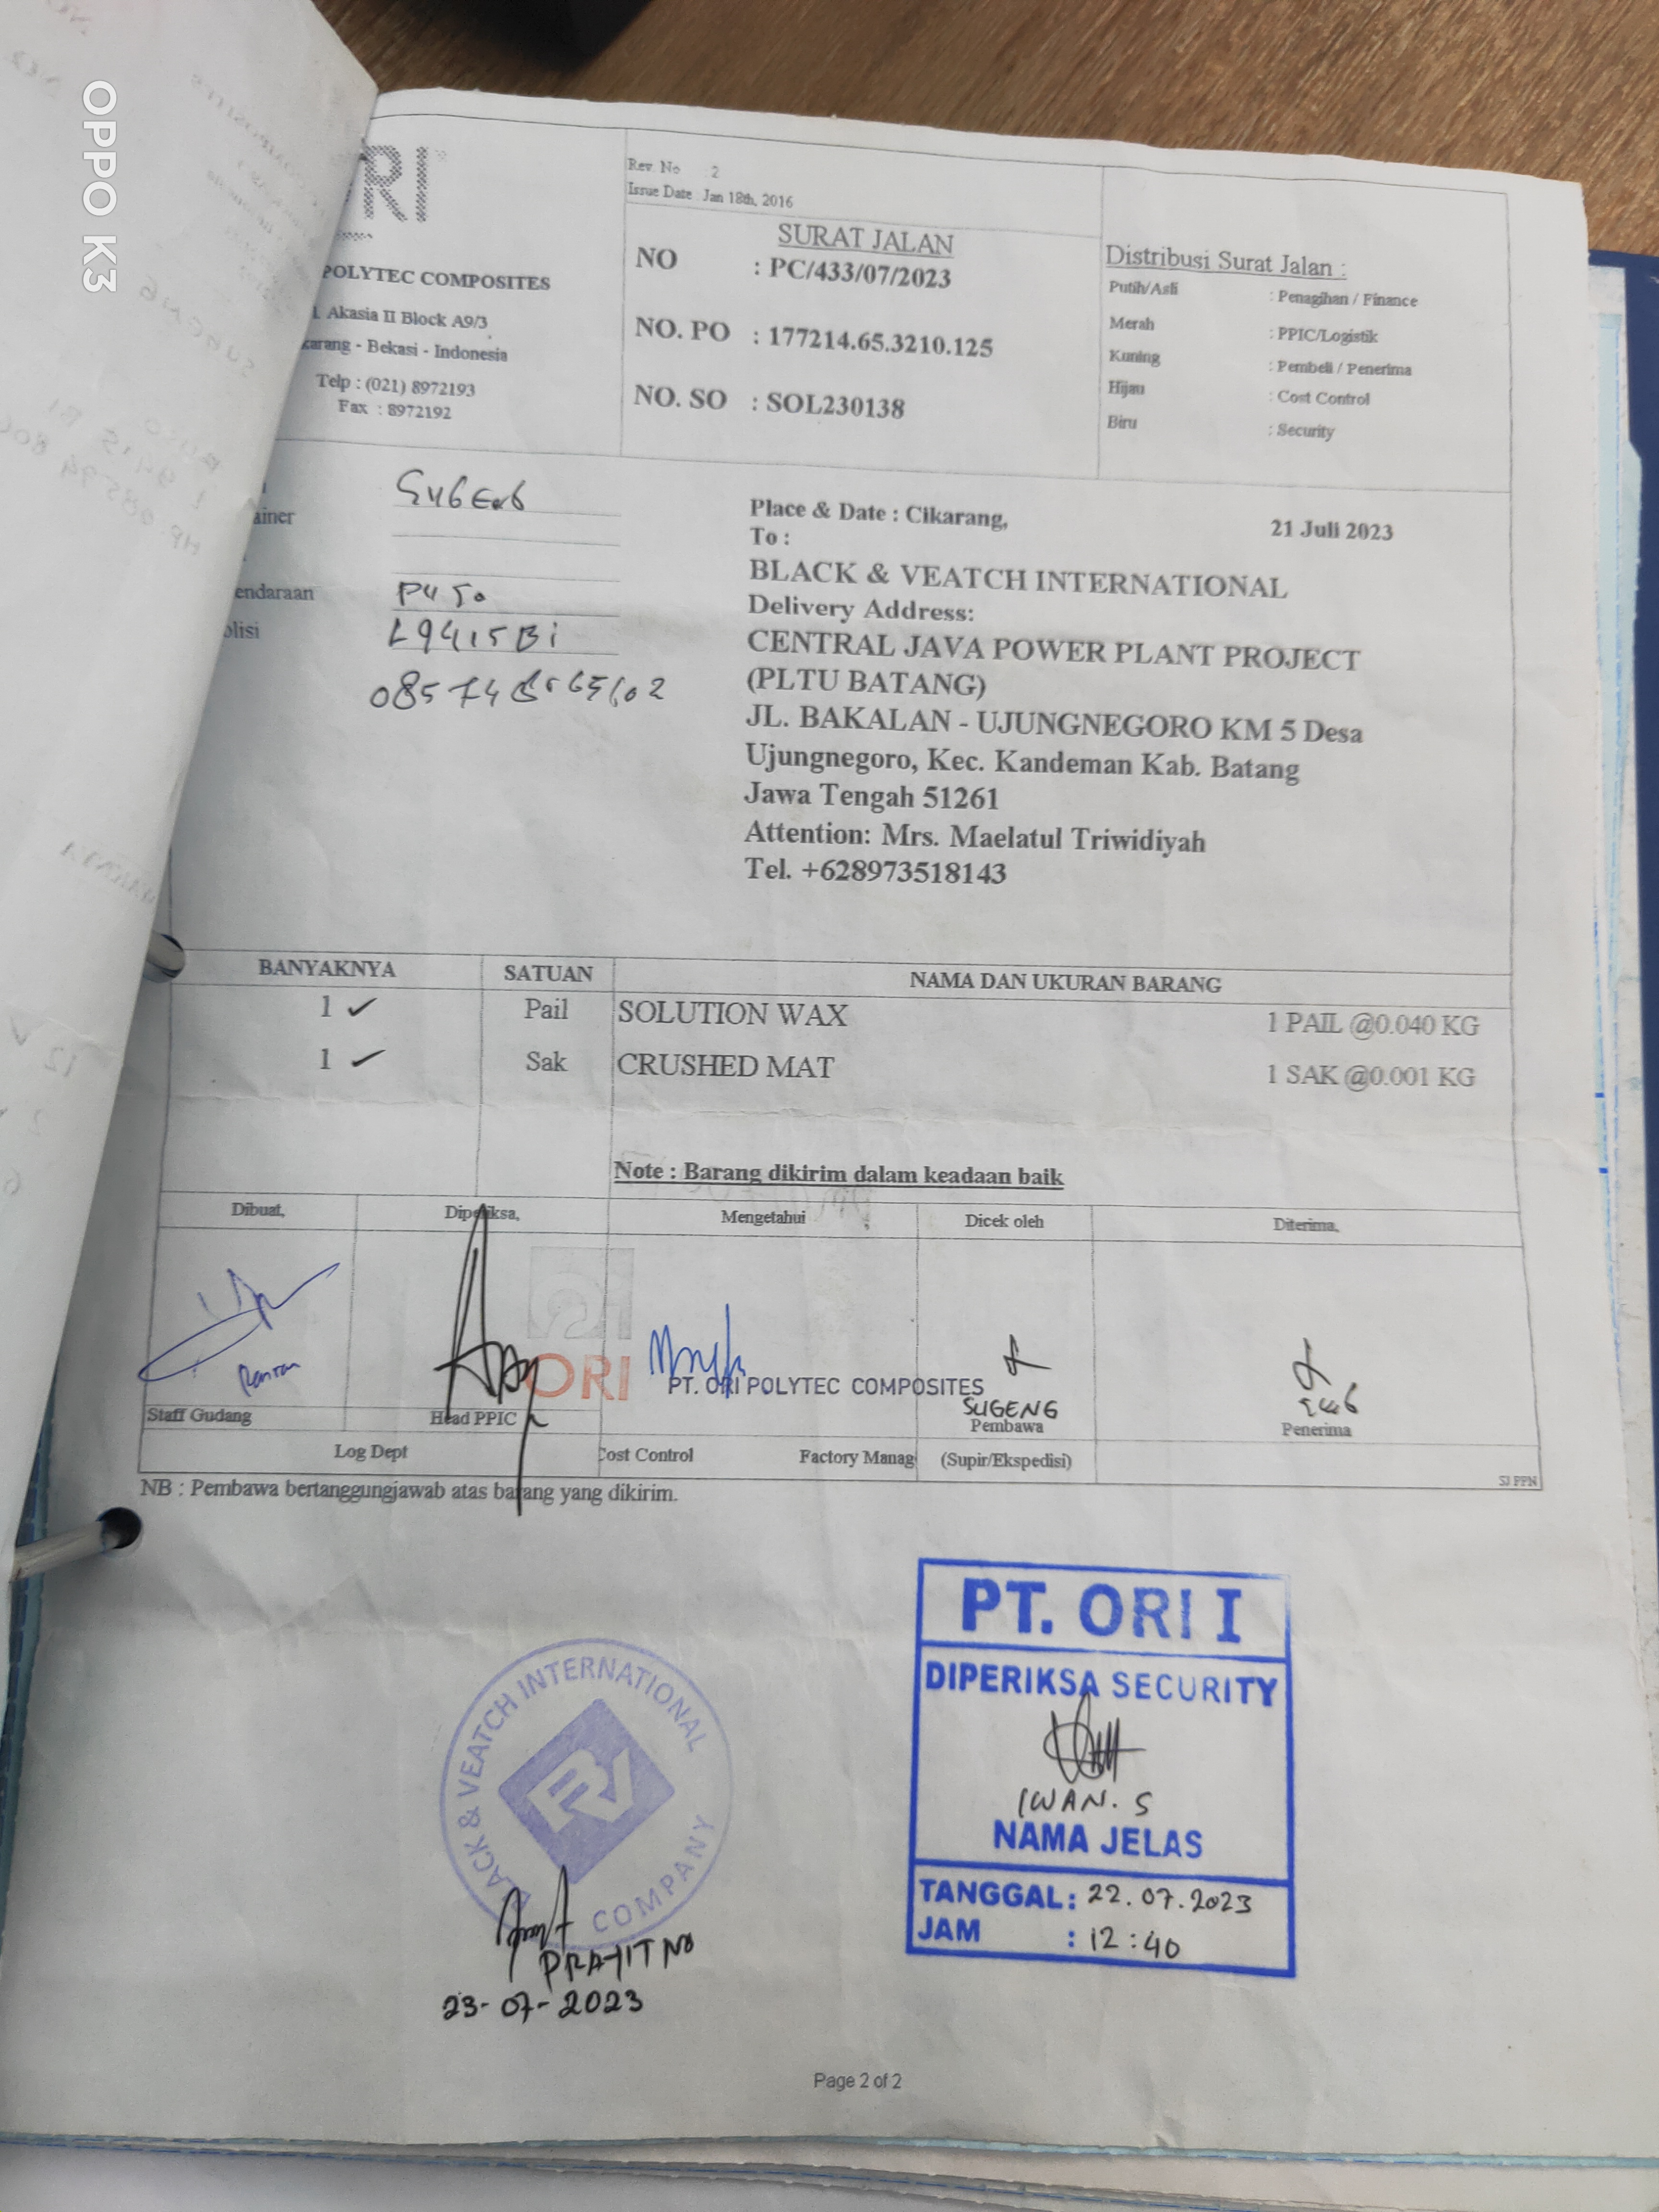 OPPO K3
RI
POLYTEC COMPOSITES
Akasia II Block A9/3
karang - Bekasi - Indonesia
Telp : (021) 8972193
Fax : 8972192
Rev. No : 2
Issue Date : Jan 18th, 2016
SURAT JALAN
NO : PC/433/07/2023
NO. PO : 177214.65.3210.125
NO. SO : SOL230138
Distribusi Surat Jalan :
Putih/Asli : Penagihan / Finance
Merah : PPIC/Logistik
Kuning : Pembeli / Penerima
Hijau : Cost Control
Biru : Security
SUGENG
ainer
endaraan PUSO
olisi L9415Bi
Place & Date : Cikarang, 21 Juli 2023
To :
BLACK & VEATCH INTERNATIONAL
Delivery Address:
CENTRAL JAVA POWER PLANT PROJECT
(PLTU BATANG)
JL. BAKALAN - UJUNGNEGORO KM 5 Desa
Ujungnegoro, Kec. Kandeman Kab. Batang
Jawa Tengah 51261
Attention: Mrs. Maelatul Triwidiyah
Tel. +628973518143
BANYAKNYA SATUAN NAMA DAN UKURAN BARANG
1 ✓ Pail SOLUTION WAX 1 PAIL @0.040 KG
1 ✓ Sak CRUSHED MAT 1 SAK @0.001 KG
Note : Barang dikirim dalam keadaan baik
Dibuat, Diperiksa, Mengetahui Dicek oleh Diterima,
ORI PT. ORI POLYTEC COMPOSITES
SUGENG
Staff Gudang Head PPIC Pembawa Penerima
Log Dept Cost Control Factory Manag (Supir/Ekspedisi)
SJ PPN
NB : Pembawa bertanggungjawab atas barang yang dikirim.
PT. ORI I
DIPERIKSA SECURITY
IWAN. S
NAMA JELAS
TANGGAL : 22.07.2023
JAM : 12:40
BLACK & VEATCH INTERNATIONAL
COMPANY
BV
PRAYITNO
23-07-2023
Page 2 of 2